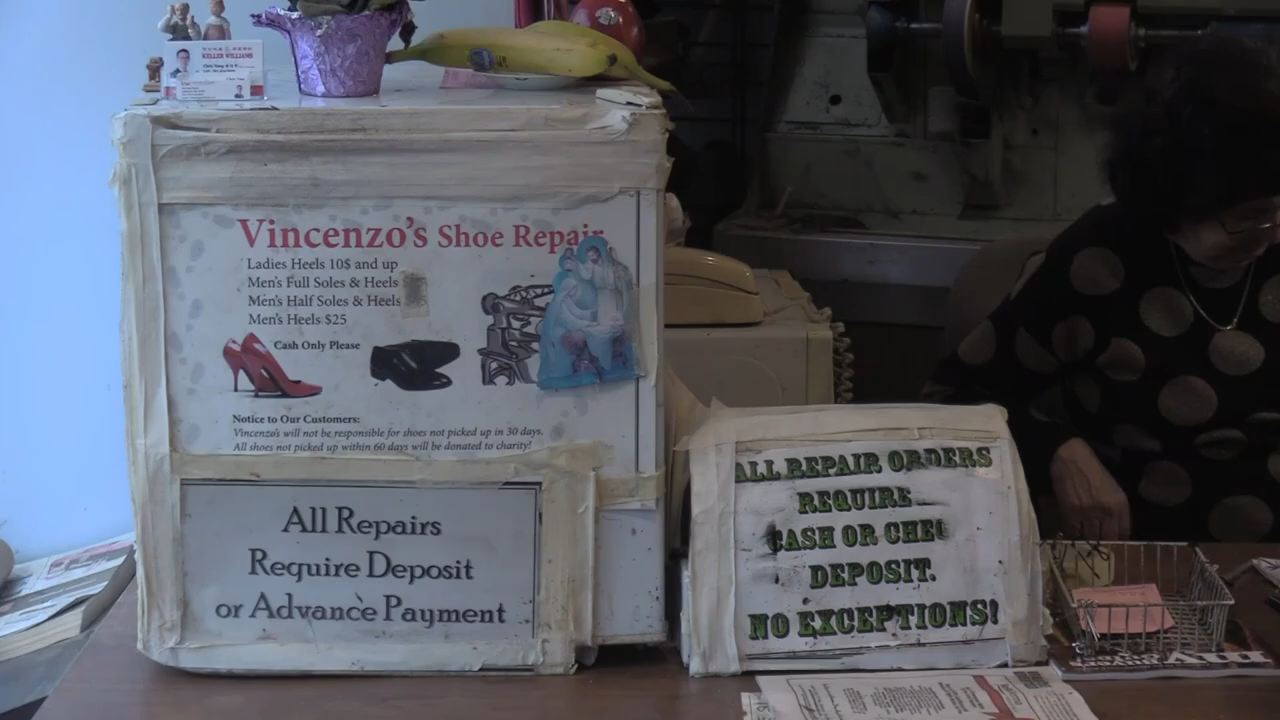 KELLER WILLIAMS
Vincenzo's Shoe Repair
Ladies Heels 10$ and up
Men's Full Soles & Heels
Men's Half Soles & Heels
Men's Heels $25
Cash Only Please
Notice to Our Customers:
Vincenzo's will not be responsible for shoes not picked up in 30 days.
All shoes not picked up within 60 days will be donated to charity!
All Repairs
Require Deposit
or Advance Payment
ALL REPAIR ORDERS
REQUIRE
CASH OR CHEC
DEPOSIT.
NO EXCEPTIONS!